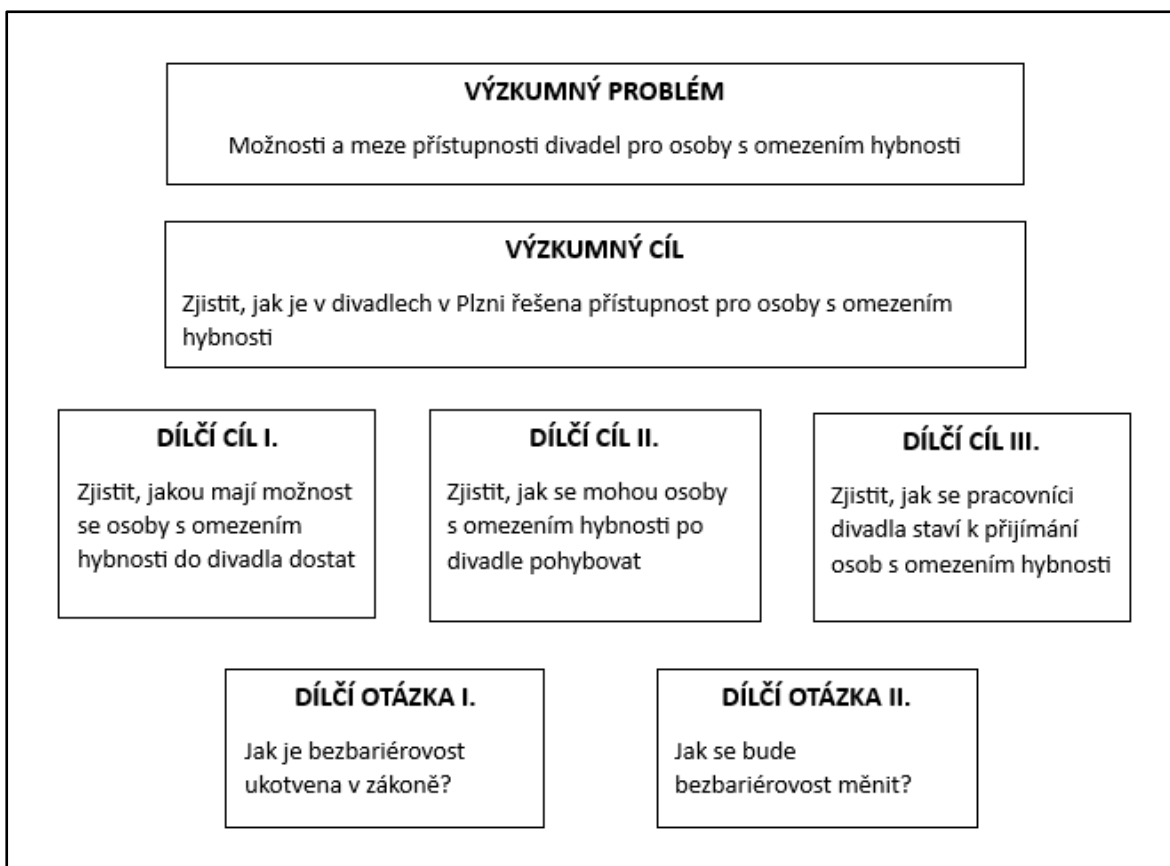 VÝZKUMNÝ PROBLÉM
Možnosti a meze přístupnosti divadel pro osoby s omezením hybnosti
VÝZKUMNÝ CÍL
Zjistit, jak je v divadlech v Plzni řešena přístupnost pro osoby s omezením
hybnosti
DÍLČÍ CÍL I.
Zjistit, jakou mají možnost
se osoby s omezením
hybnosti do divadla dostat
DÍLČÍ CÍL II.
Zjistit, jak se mohou osoby
s omezením hybnosti po
divadle pohybovat
DÍLČÍ CÍL III.
Zjistit, jak se pracovníci
divadla staví k přijímání
osob s omezením hybnosti
DÍLČÍ OTÁZKA I.
Jak je bezbariérovost
ukotvena v zákoně?
DÍLČÍ OTÁZKA II.
Jak se bude
bezbariérovost měnit?